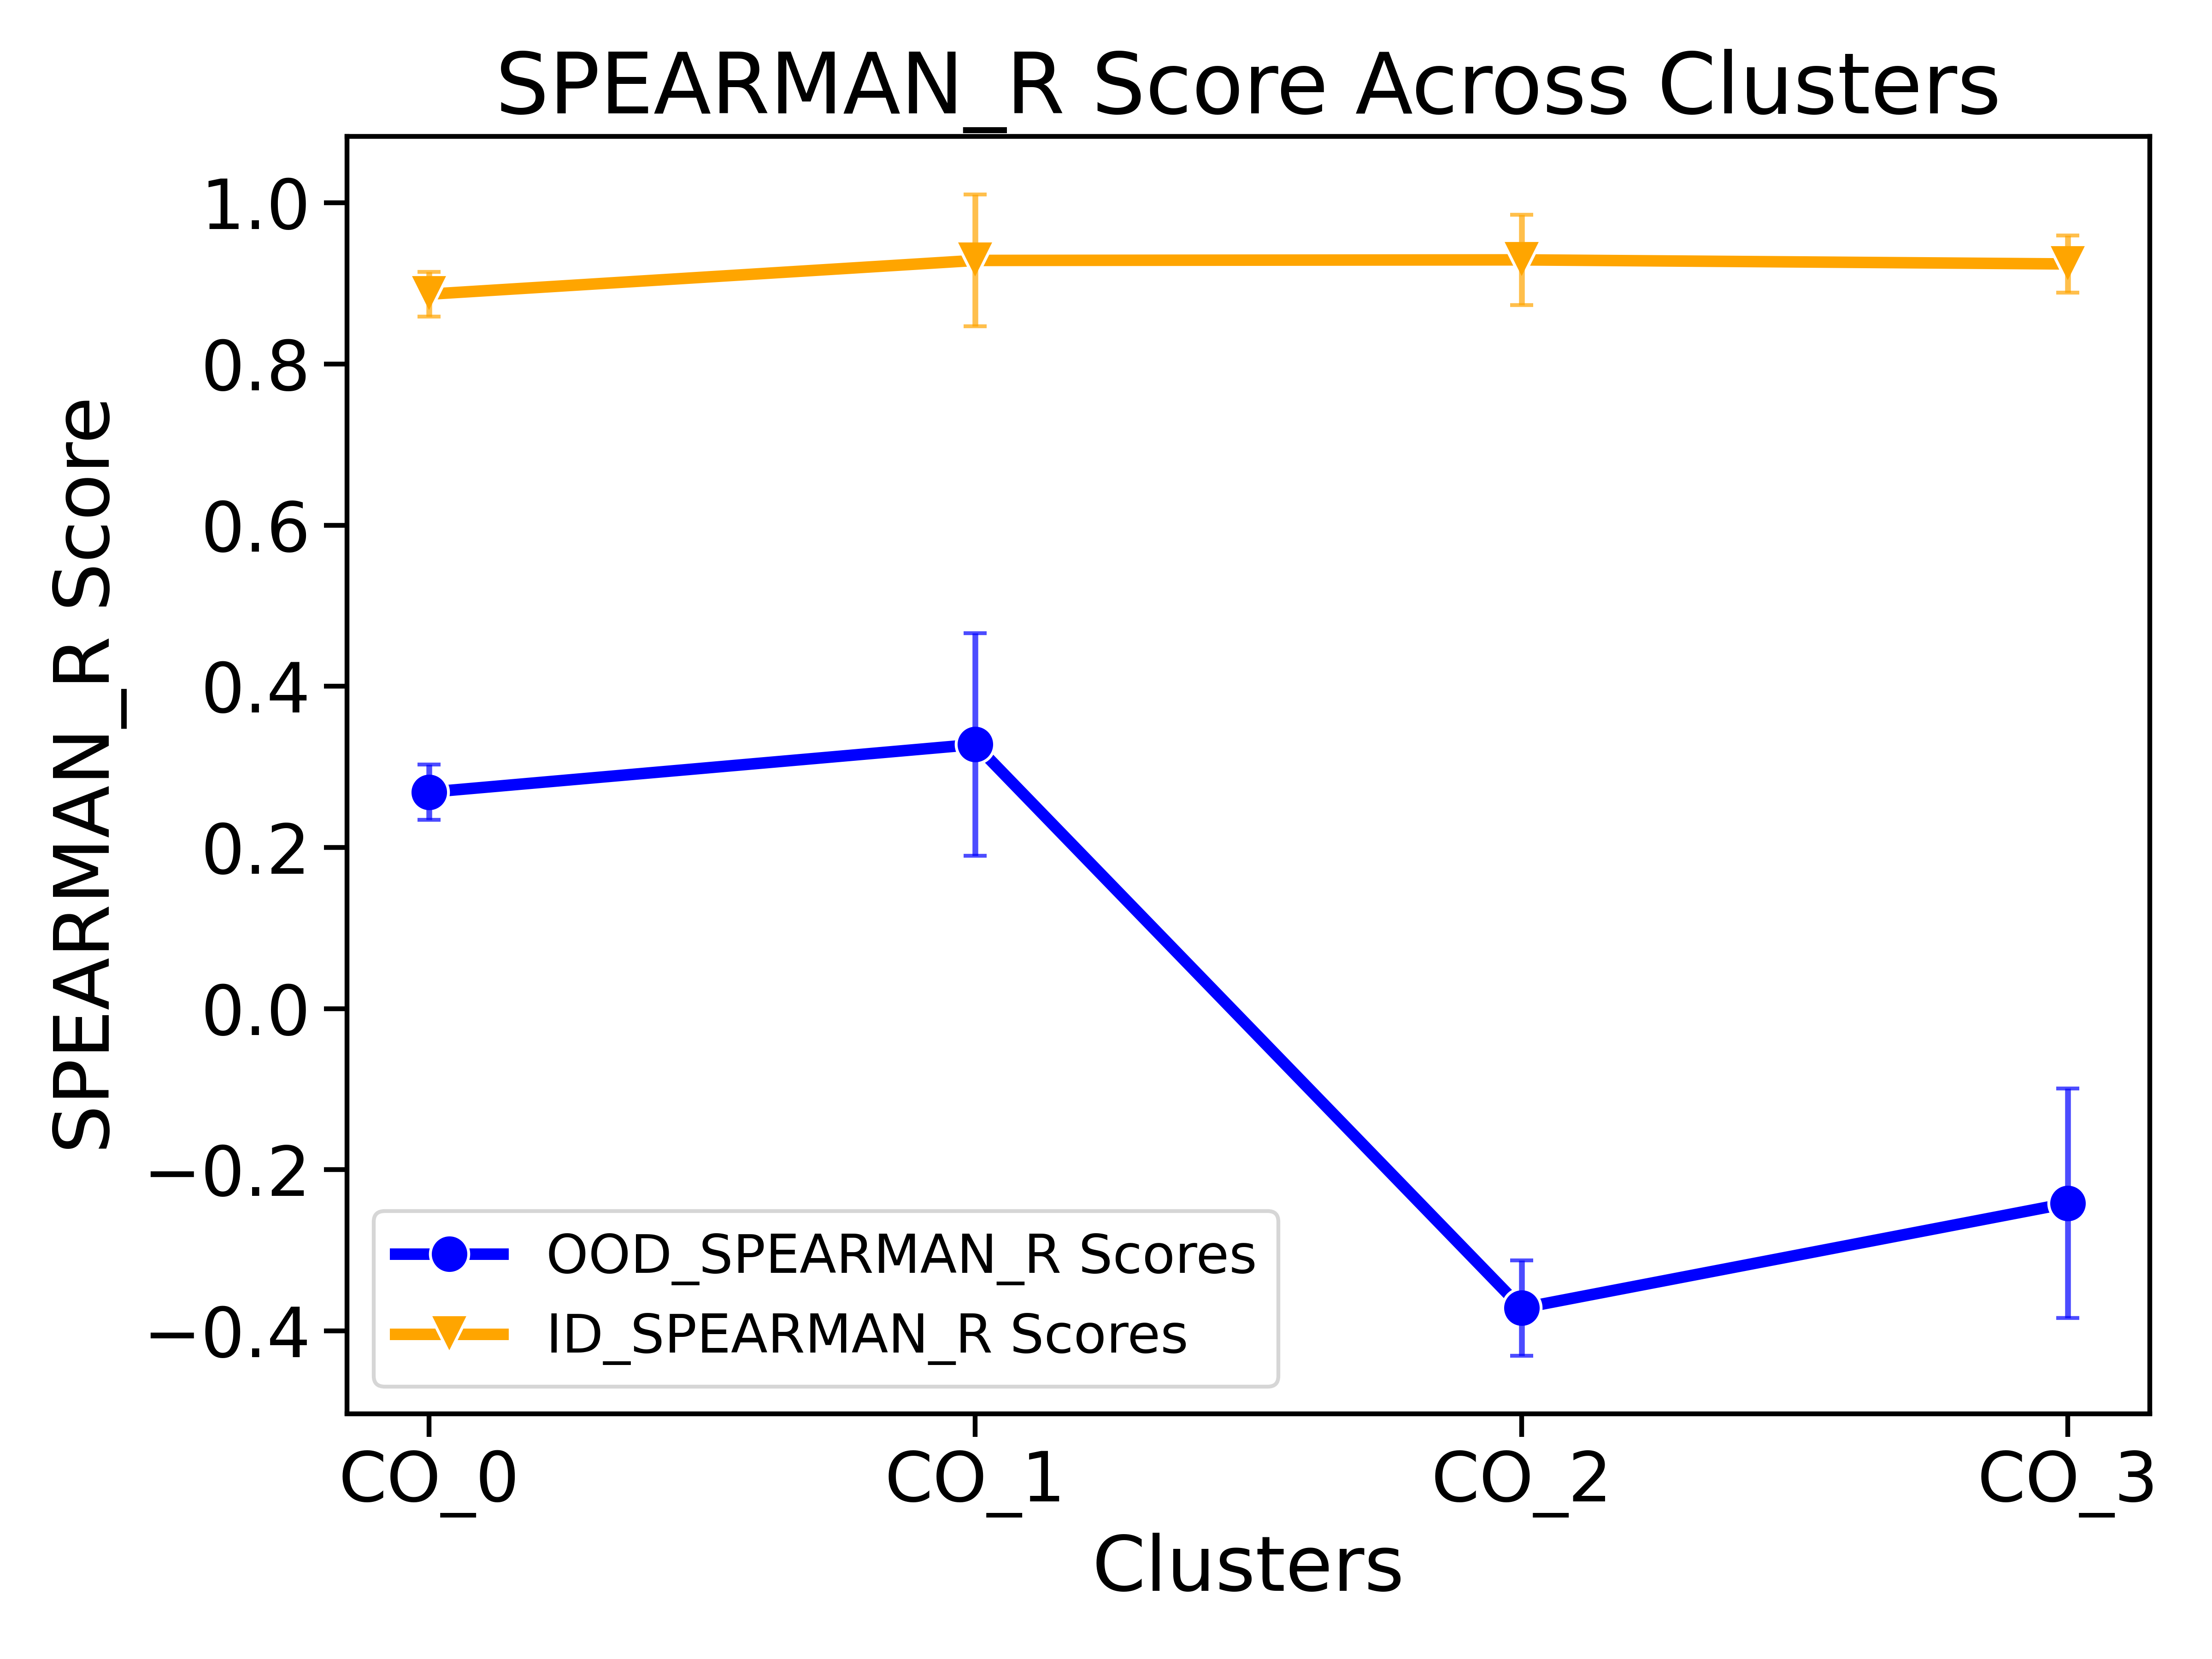 SPEARMAN_R Score Across Clusters
SPEARMAN_R Score
1.0
0.8
0.6
0.4
0.2
0.0
−0.2
−0.4
OOD_SPEARMAN_R Scores
ID_SPEARMAN_R Scores
CO_0 CO_1 CO_2 CO_3
Clusters